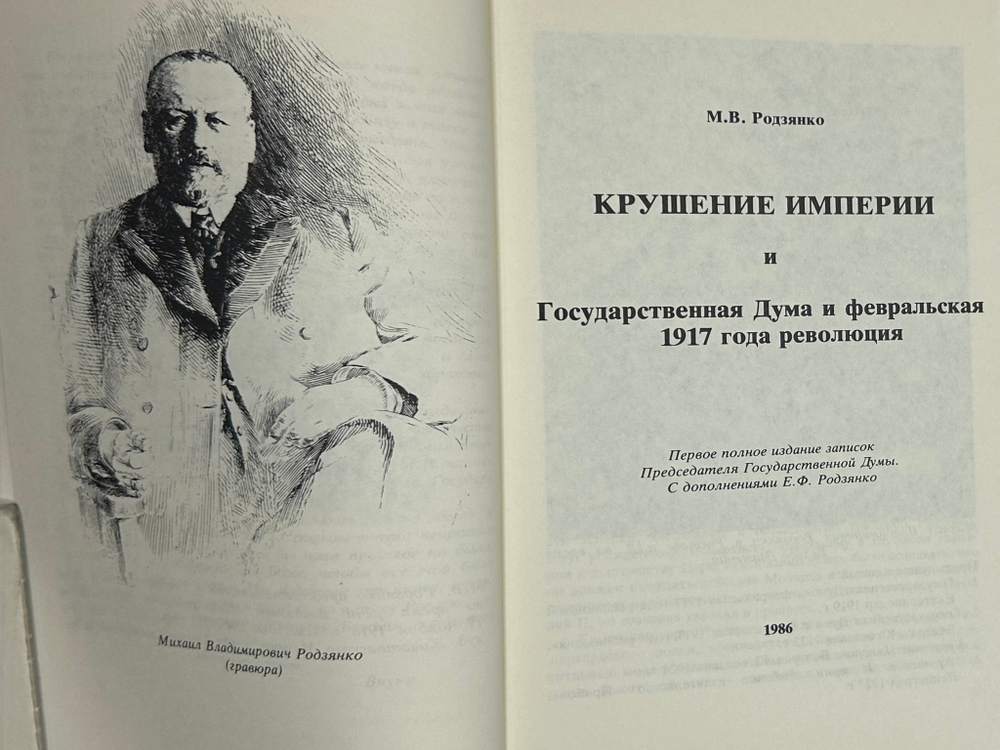 Михаил Владимирович Родзянко
(гравюра)
М.В. Родзянко
КРУШЕНИЕ ИМПЕРИИ
и
Государственная Дума и февральская
1917 года революция
Первое полное издание записок
Председателя Государственной Думы.
С дополнениями Е.Ф. Родзянко
1986